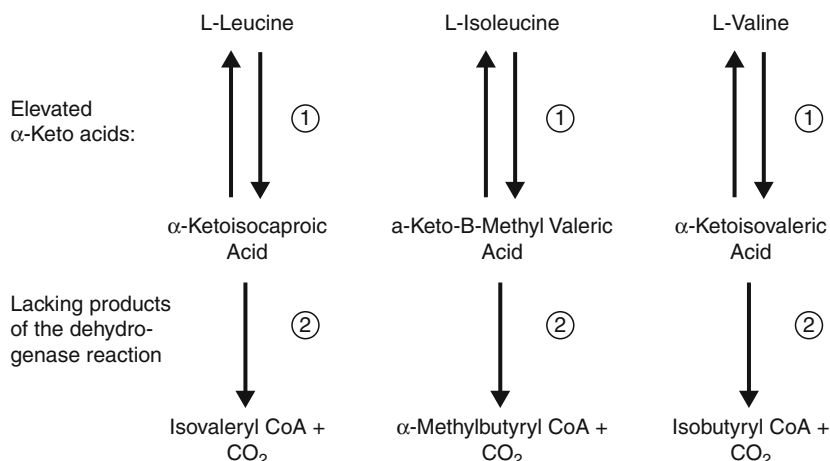 L-Leucine
L-Isoleucine
L-Valine
Elevated
α-Keto acids:
1
1
1
α-Ketoisocaproic
Acid
a-Keto-B-Methyl Valeric
Acid
α-Ketoisovaleric
Acid
Lacking products
of the dehydro-
genase reaction
2
2
2
Isovaleryl CoA +
CO2
α-Methylbutyryl CoA +
CO2
Isobutyryl CoA +
CO2